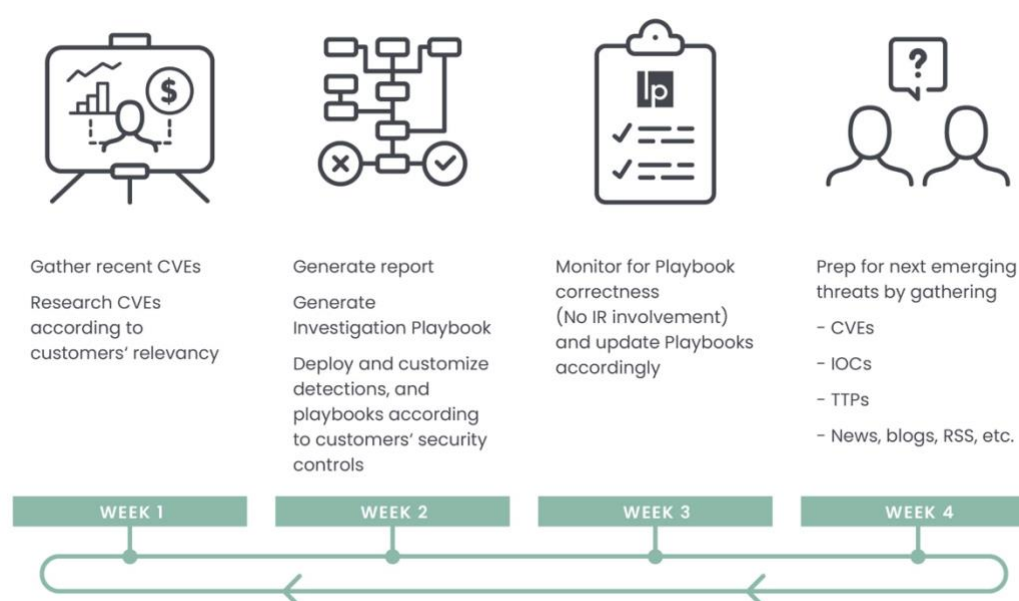 $
?
lp
Gather recent CVEs
Research CVEs
according to
customers' relevancy
Generate report
Generate
Investigation Playbook
Deploy and customize
detections, and
playbooks according
to customers' security
controls
Monitor for Playbook
correctness
(No IR involvement)
and update Playbooks
accordingly
Prep for next emerging
threats by gathering
- CVEs
- IOCs
- TTPs
- News, blogs, RSS, etc.
WEEK 1
WEEK 2
WEEK 3
WEEK 4